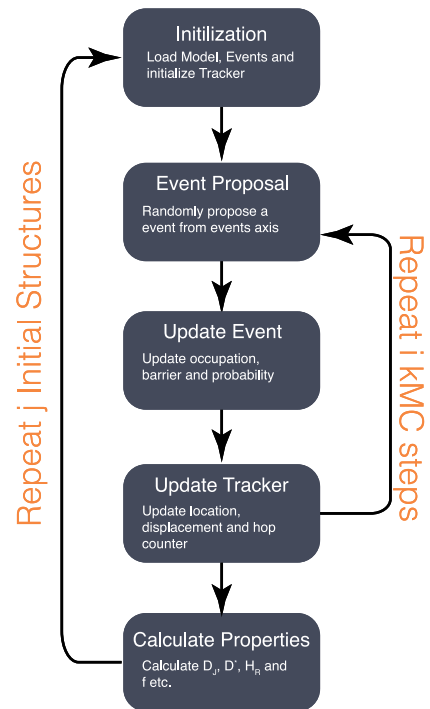 Initilization
Load Model, Events and
initialize Tracker
Event Proposal
Randomly propose a
event from events axis
Update Event
Update occupation,
barrier and probability
Update Tracker
Update location,
displacement and hop
counter
Calculate Properties
Calculate D_J, D*, H_R and
f etc.
Repeat j Initial Structures
Repeat i kMC
steps